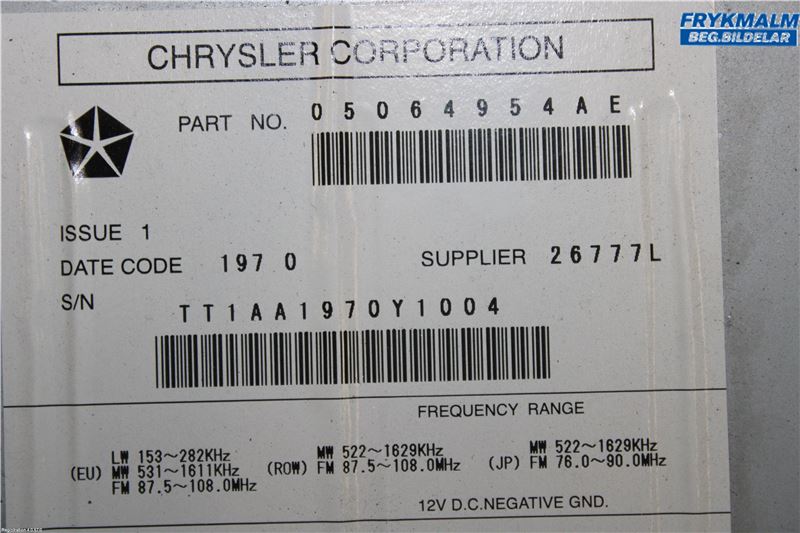 FRYKMALM
BEG.BILDELAR
CHRYSLER CORPORATION
PART NO. 05064954AE
ISSUE 1
DATE CODE 197 0 SUPPLIER 26777L
S/N TT1AA1970Y1004
FREQUENCY RANGE
(EU) LW 153~282KHz
MW 531~1611KHz
FM 87.5~108.0MHz
(ROW) MW 522~1629KHz
FM 87.5~108.0MHz
(JP) MW 522~1629KHz
FM 76.0~90.0MHz
12V D.C.NEGATIVE GND.